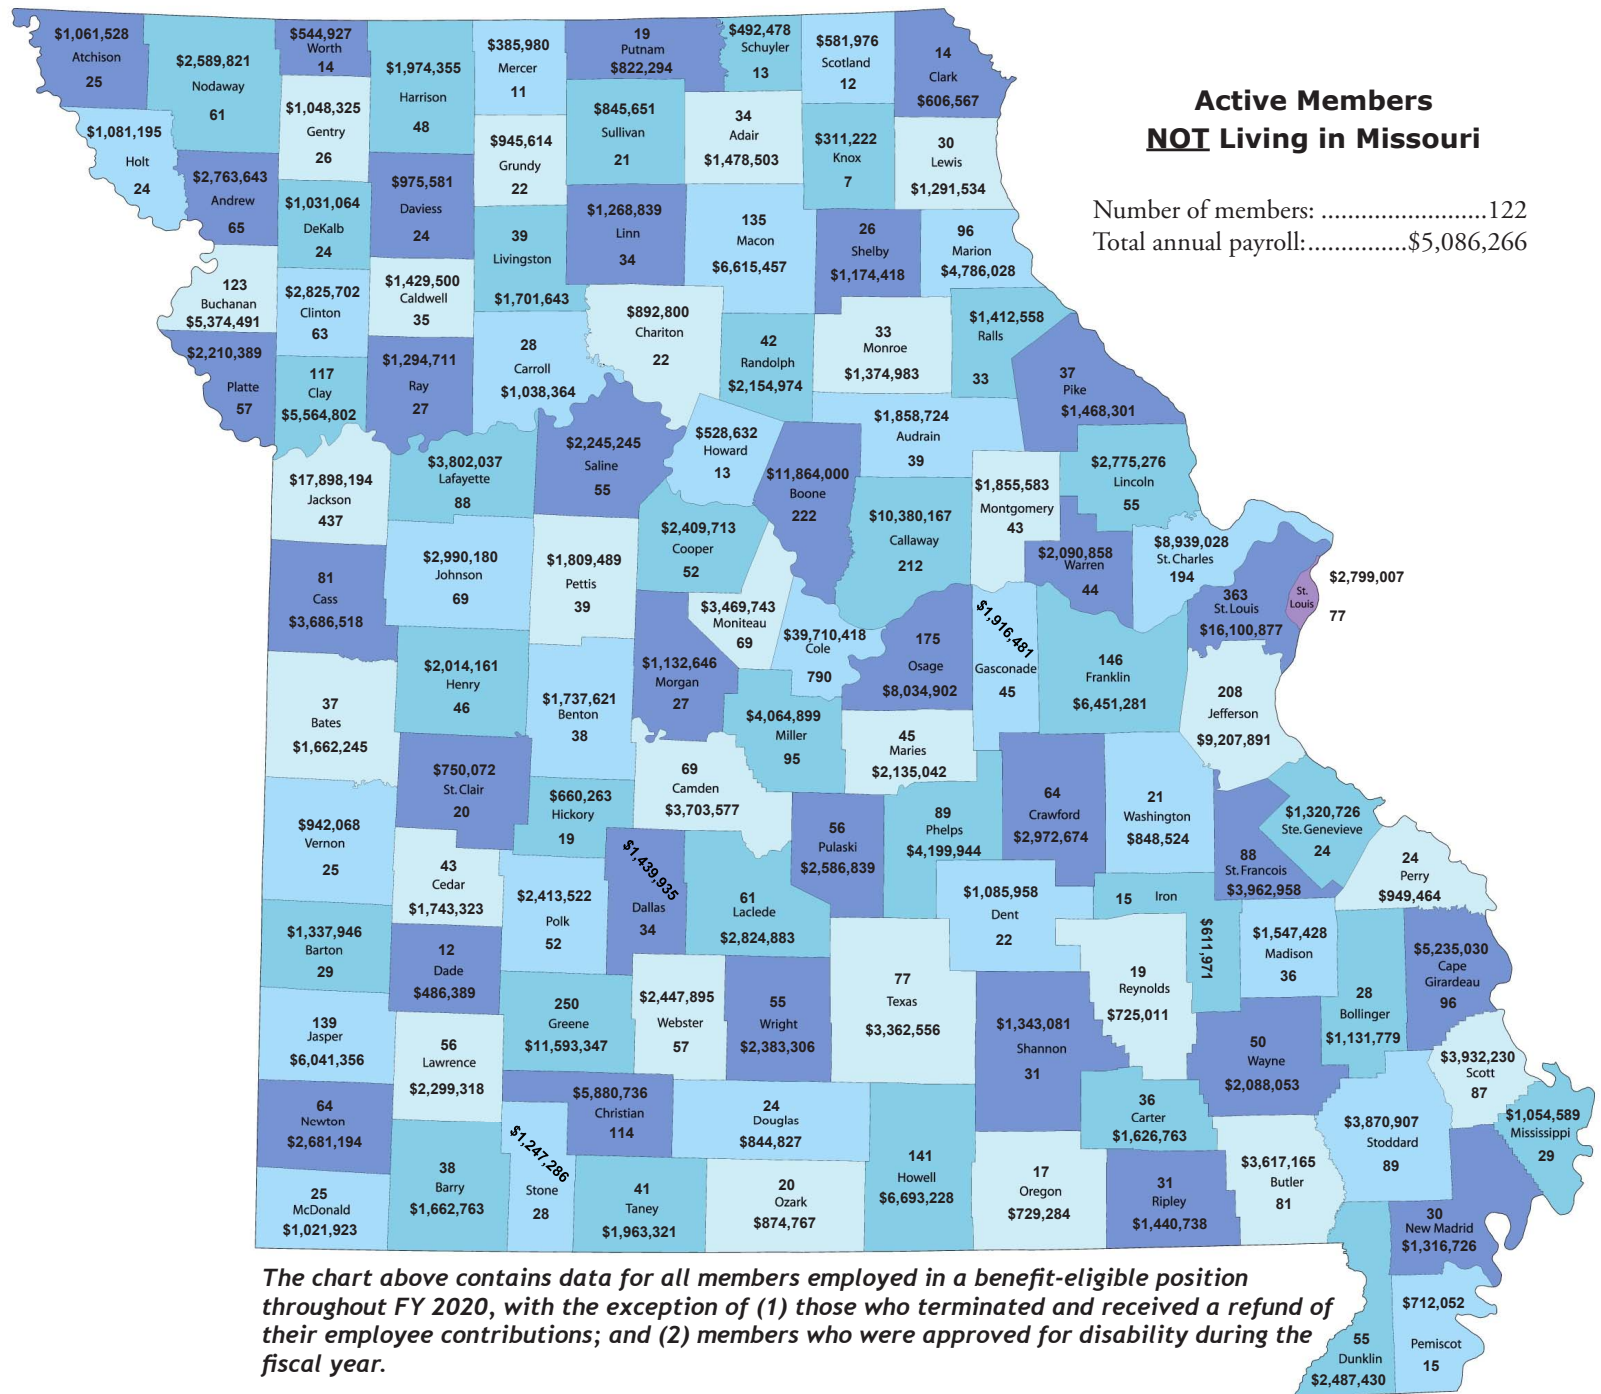 $1,061,528
Atchison
25
$2,589,821
Nodaway
61
$544,927
Worth
14
$1,974,355
Harrison
48
$385,980
Mercer
11
19
Putnam
$822,294
$492,478
Schuyler
13
$581,976
Scotland
12
14
Clark
$606,567
Active Members
NOT Living in Missouri
Number of members: ........................122
Total annual payroll:...............$5,086,266
$1,081,195
Holt
24
$2,763,643
Andrew
65
$1,048,325
Gentry
26
$1,031,064
DeKalb
24
$975,581
Daviess
24
$945,614
Grundy
22
$845,651
Sullivan
21
34
Adair
$1,478,503
$311,222
Knox
7
30
Lewis
$1,291,534
39
Livingston
$1,701,643
$1,268,839
Linn
34
135
Macon
$6,615,457
26
Shelby
$1,174,418
96
Marion
$4,786,028
123
Buchanan
$5,374,491
$2,825,702
Clinton
63
$1,429,500
Caldwell
35
$892,800
Chariton
22
42
Randolph
$2,154,974
33
Monroe
$1,374,983
$1,412,558
Ralls
33
37
Pike
$1,468,301
$2,210,389
Platte
57
117
Clay
$5,564,802
$1,294,711
Ray
27
28
Carroll
$1,038,364
$17,898,194
Jackson
437
$3,802,037
Lafayette
88
$2,245,245
Saline
55
$528,632
Howard
13
$11,864,000
Boone
222
$1,858,724
Audrain
39
$10,380,167
Callaway
212
$1,855,583
Montgomery
43
$2,775,276
Lincoln
55
$2,090,858
Warren
44
$8,939,028
St. Charles
194
363
St. Louis
$16,100,877
St.
Louis
$2,799,007
77
81
Cass
$3,686,518
$2,990,180
Johnson
69
$1,809,489
Pettis
39
$2,409,713
Cooper
52
$3,469,743
Moniteau
69
$39,710,418
Cole
790
175
Osage
$8,034,902
$1,916,481
Gasconade
45
146
Franklin
$6,451,281
208
Jefferson
$9,207,891
37
Bates
$1,662,245
$2,014,161
Henry
46
$1,737,621
Benton
38
$1,132,646
Morgan
27
$4,064,899
Miller
95
45
Maries
$2,135,042
$750,072
St. Clair
20
$660,263
Hickory
19
69
Camden
$3,703,577
56
Pulaski
$2,586,839
89
Phelps
$4,199,944
64
Crawford
$2,972,674
21
Washington
$848,524
88
St. Francois
$3,962,958
$1,320,726
Ste. Genevieve
24
24
Perry
$949,464
$942,068
Vernon
25
43
Cedar
$1,743,323
$2,413,522
Polk
52
$1,439,935
Dallas
34
61
Laclede
$2,824,883
$1,085,958
Dent
22
15
Iron
$611,971
$1,547,428
Madison
36
$5,235,030
Cape
Girardeau
96
$1,337,946
Barton
29
12
Dade
$486,389
250
Greene
$11,593,347
$2,447,895
Webster
57
55
Wright
$2,383,306
77
Texas
$3,362,556
$1,343,081
Shannon
31
19
Reynolds
$725,011
50
Wayne
$2,088,053
28
Bollinger
$1,131,779
$3,932,230
Scott
87
$1,054,589
Mississippi
29
139
Jasper
$6,041,356
56
Lawrence
$2,299,318
64
Newton
$2,681,194
$5,880,736
Christian
114
24
Douglas
$844,827
36
Carter
$1,626,763
$3,870,907
Stoddard
89
25
McDonald
$1,021,923
38
Barry
$1,662,763
$1,247,286
Stone
28
41
Taney
$1,963,321
20
Ozark
$874,767
141
Howell
$6,693,228
17
Oregon
$729,284
31
Ripley
$1,440,738
$3,617,165
Butler
81
30
New Madrid
$1,316,726
$712,052
Pemiscot
15
55
Dunklin
$2,487,430
The chart above contains data for all members employed in a benefit-eligible position
throughout FY 2020, with the exception of (1) those who terminated and received a refund of
their employee contributions; and (2) members who were approved for disability during the
fiscal year.